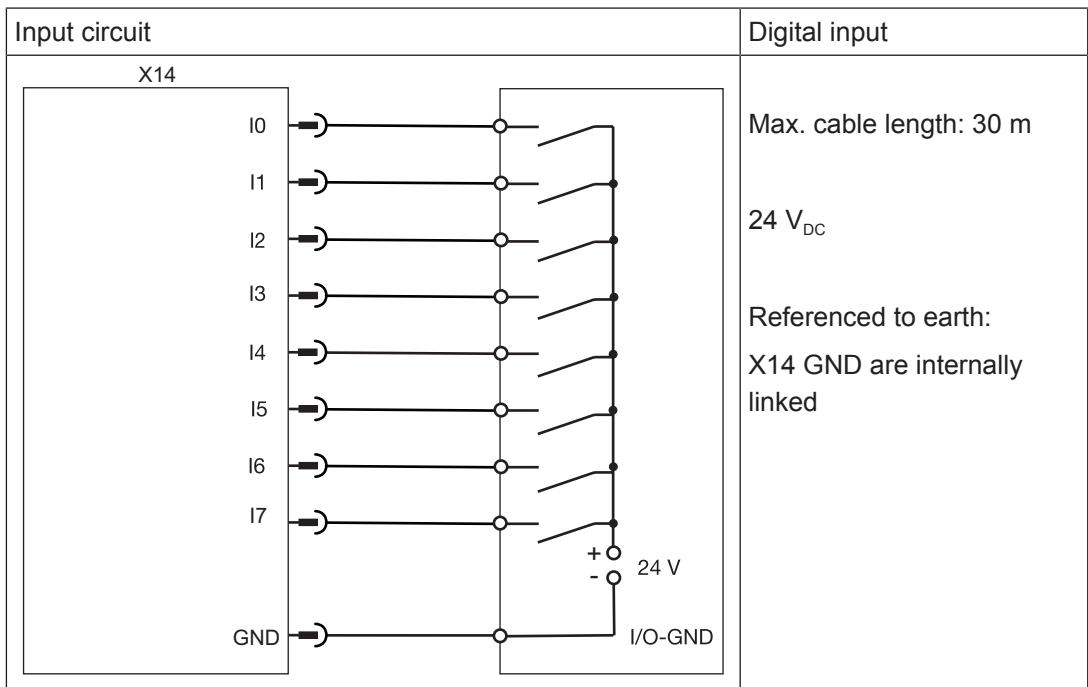 Input circuit
Digital input
X14
I0
I1
I2
I3
I4
I5
I6
I7
+
24 V
-
GND
I/O-GND
Max. cable length: 30 m
24 VDC
Referenced to earth:
X14 GND are internally
linked